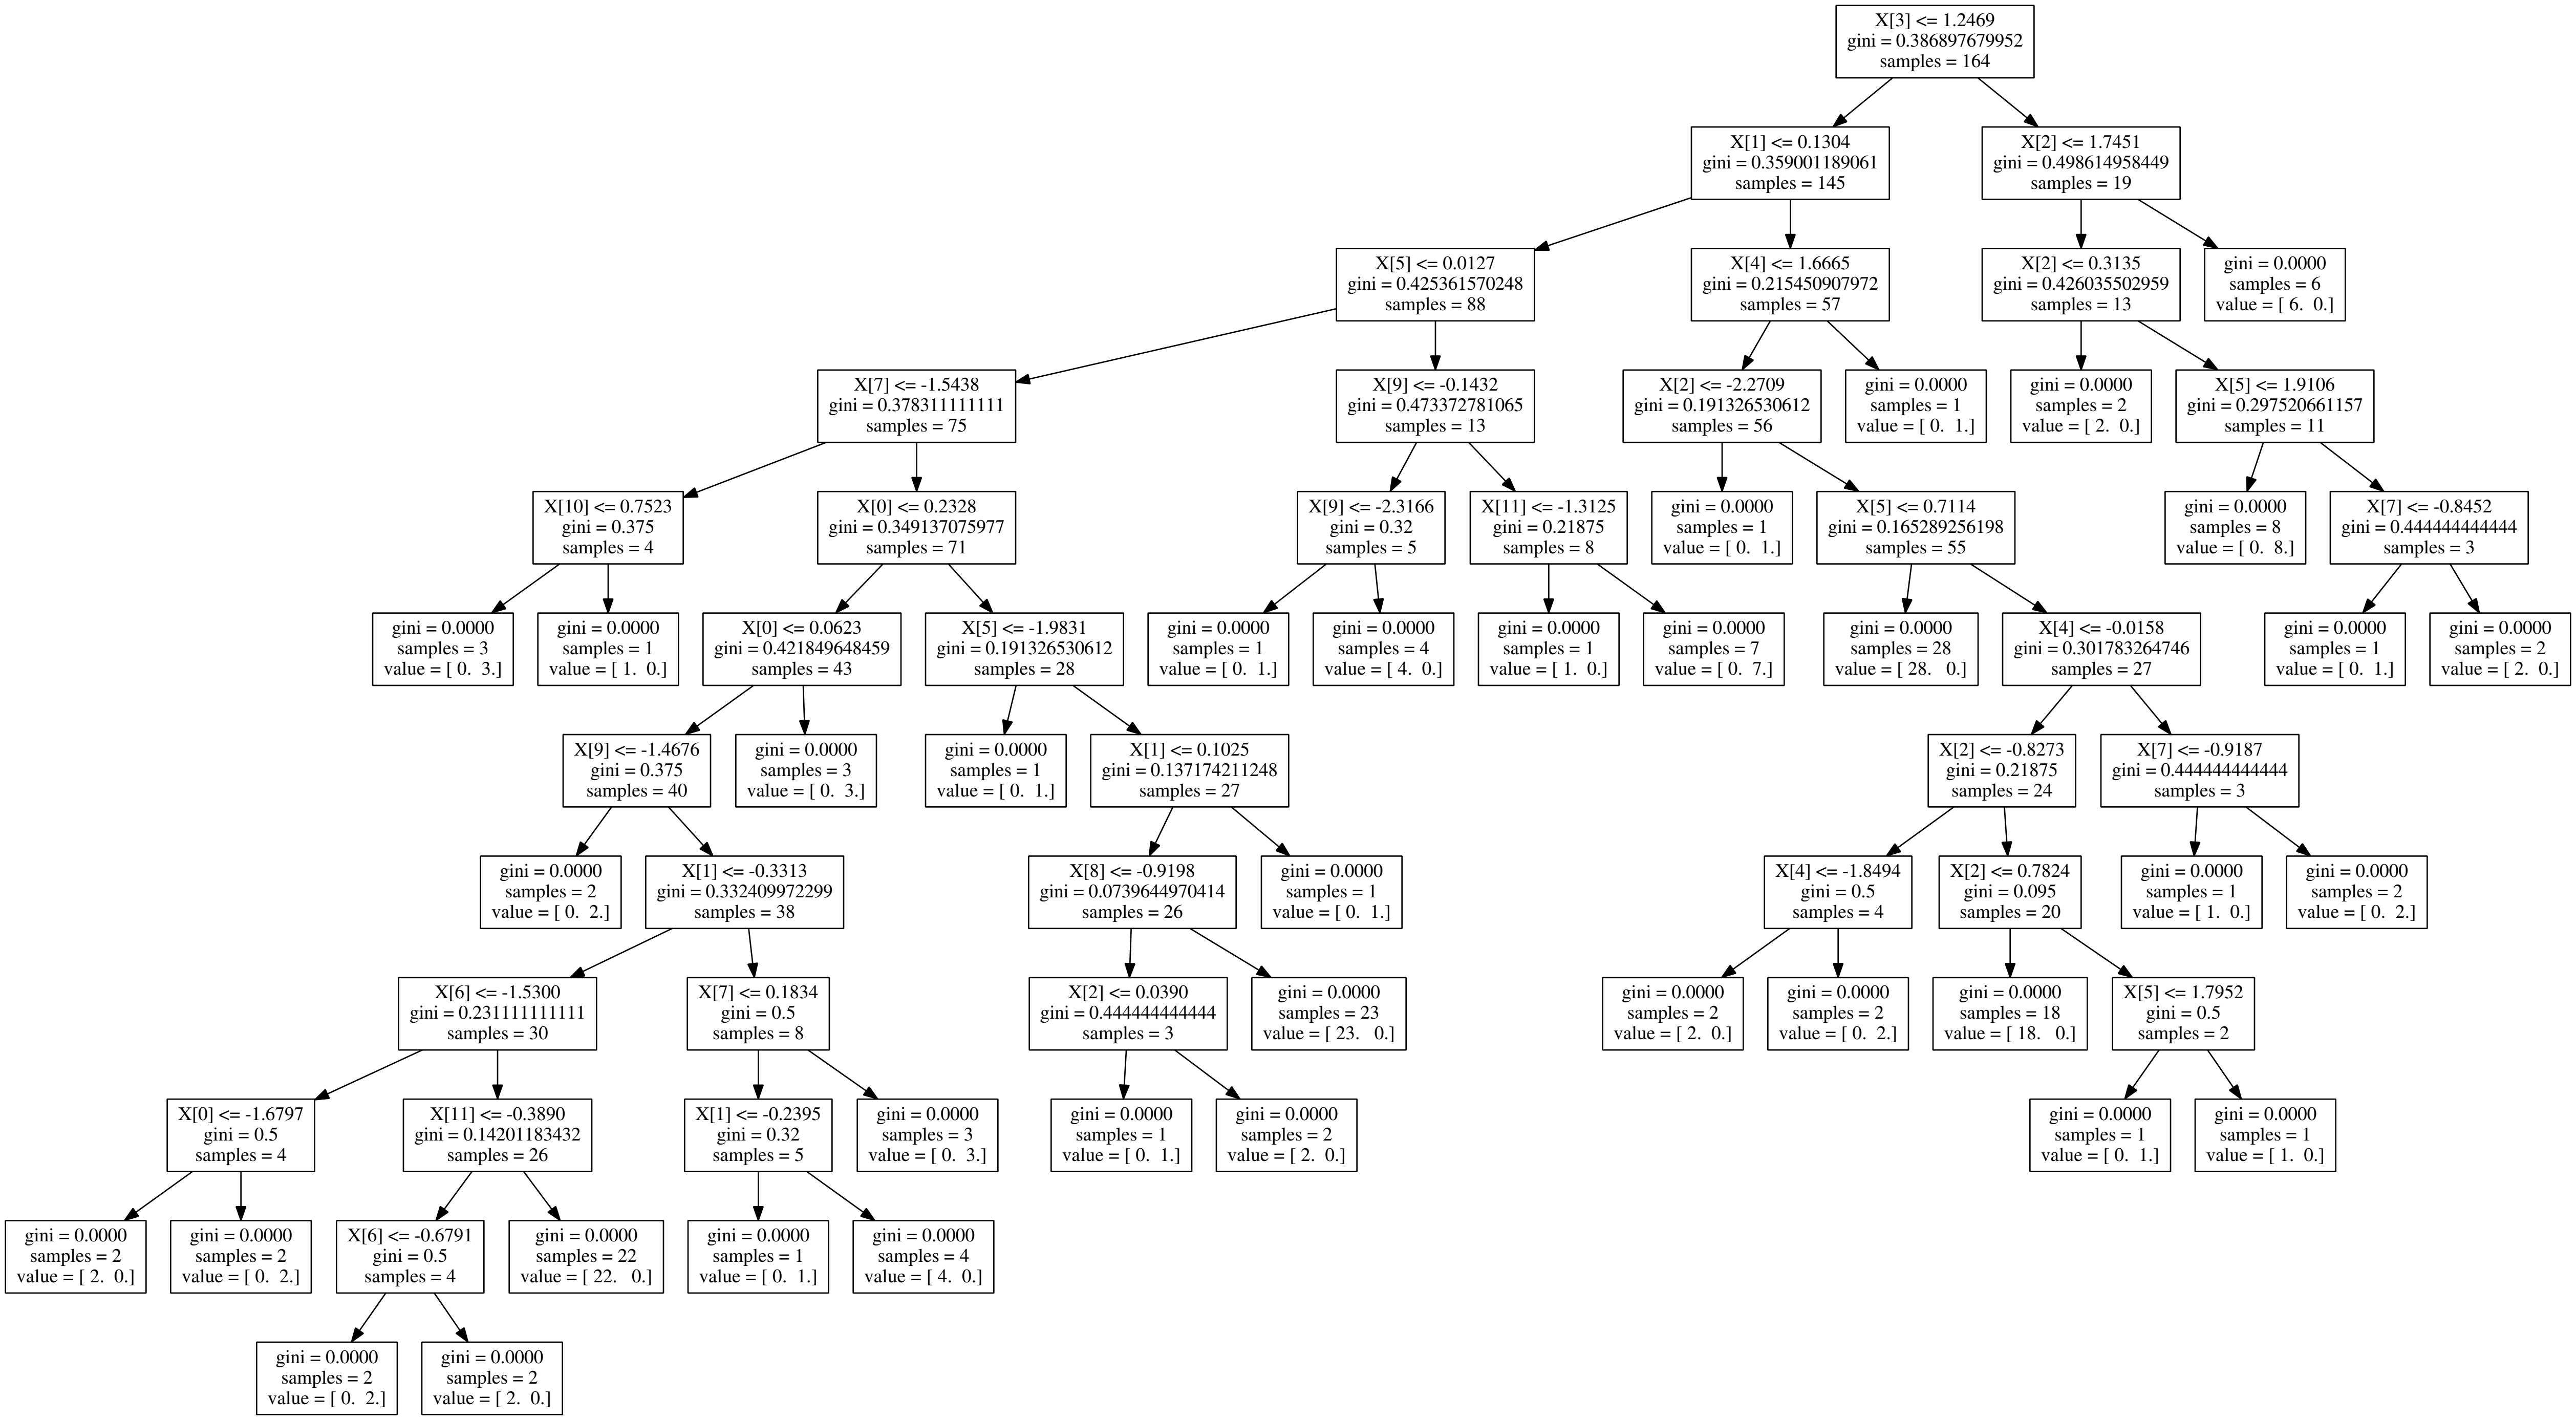 X[3] <= 1.2469
gini = 0.386897679952
samples = 164
X[1] <= 0.1304
gini = 0.359001189061
samples = 145
X[2] <= 1.7451
gini = 0.498614958449
samples = 19
X[5] <= 0.0127
gini = 0.425361570248
samples = 88
X[4] <= 1.6665
gini = 0.215450907972
samples = 57
X[2] <= 0.3135
gini = 0.426035502959
samples = 13
gini = 0.0000
samples = 6
value = [ 6. 0.]
X[7] <= -1.5438
gini = 0.378311111111
samples = 75
X[9] <= -0.1432
gini = 0.473372781065
samples = 13
X[2] <= -2.2709
gini = 0.191326530612
samples = 56
gini = 0.0000
samples = 1
value = [ 0. 1.]
gini = 0.0000
samples = 2
value = [ 2. 0.]
X[5] <= 1.9106
gini = 0.297520661157
samples = 11
X[10] <= 0.7523
gini = 0.375
samples = 4
X[0] <= 0.2328
gini = 0.349137075977
samples = 71
X[9] <= -2.3166
gini = 0.32
samples = 5
X[11] <= -1.3125
gini = 0.21875
samples = 8
gini = 0.0000
samples = 1
value = [ 0. 1.]
X[5] <= 0.7114
gini = 0.165289256198
samples = 55
gini = 0.0000
samples = 8
value = [ 0. 8.]
X[7] <= -0.8452
gini = 0.444444444444
samples = 3
gini = 0.0000
samples = 3
value = [ 0. 3.]
gini = 0.0000
samples = 1
value = [ 1. 0.]
X[0] <= 0.0623
gini = 0.421849648459
samples = 43
X[5] <= -1.9831
gini = 0.191326530612
samples = 28
gini = 0.0000
samples = 1
value = [ 0. 1.]
gini = 0.0000
samples = 4
value = [ 4. 0.]
gini = 0.0000
samples = 1
value = [ 1. 0.]
gini = 0.0000
samples = 7
value = [ 0. 7.]
gini = 0.0000
samples = 28
value = [ 28. 0.]
X[4] <= -0.0158
gini = 0.301783264746
samples = 27
gini = 0.0000
samples = 1
value = [ 0. 1.]
gini = 0.0000
samples = 2
value = [ 2. 0.]
X[9] <= -1.4676
gini = 0.375
samples = 40
gini = 0.0000
samples = 3
value = [ 0. 3.]
gini = 0.0000
samples = 1
value = [ 0. 1.]
X[1] <= 0.1025
gini = 0.137174211248
samples = 27
X[2] <= -0.8273
gini = 0.21875
samples = 24
X[7] <= -0.9187
gini = 0.444444444444
samples = 3
gini = 0.0000
samples = 2
value = [ 0. 2.]
X[1] <= -0.3313
gini = 0.332409972299
samples = 38
X[8] <= -0.9198
gini = 0.0739644970414
samples = 26
gini = 0.0000
samples = 1
value = [ 0. 1.]
X[4] <= -1.8494
gini = 0.5
samples = 4
X[2] <= 0.7824
gini = 0.095
samples = 20
gini = 0.0000
samples = 1
value = [ 1. 0.]
gini = 0.0000
samples = 2
value = [ 0. 2.]
X[6] <= -1.5300
gini = 0.231111111111
samples = 30
X[7] <= 0.1834
gini = 0.5
samples = 8
X[2] <= 0.0390
gini = 0.444444444444
samples = 3
gini = 0.0000
samples = 23
value = [ 23. 0.]
gini = 0.0000
samples = 2
value = [ 2. 0.]
gini = 0.0000
samples = 2
value = [ 0. 2.]
gini = 0.0000
samples = 18
value = [ 18. 0.]
X[5] <= 1.7952
gini = 0.5
samples = 2
X[0] <= -1.6797
gini = 0.5
samples = 4
X[11] <= -0.3890
gini = 0.14201183432
samples = 26
X[1] <= -0.2395
gini = 0.32
samples = 5
gini = 0.0000
samples = 3
value = [ 0. 3.]
gini = 0.0000
samples = 1
value = [ 0. 1.]
gini = 0.0000
samples = 2
value = [ 2. 0.]
gini = 0.0000
samples = 1
value = [ 0. 1.]
gini = 0.0000
samples = 1
value = [ 1. 0.]
gini = 0.0000
samples = 2
value = [ 2. 0.]
gini = 0.0000
samples = 2
value = [ 0. 2.]
X[6] <= -0.6791
gini = 0.5
samples = 4
gini = 0.0000
samples = 22
value = [ 22. 0.]
gini = 0.0000
samples = 1
value = [ 0. 1.]
gini = 0.0000
samples = 4
value = [ 4. 0.]
gini = 0.0000
samples = 2
value = [ 0. 2.]
gini = 0.0000
samples = 2
value = [ 2. 0.]